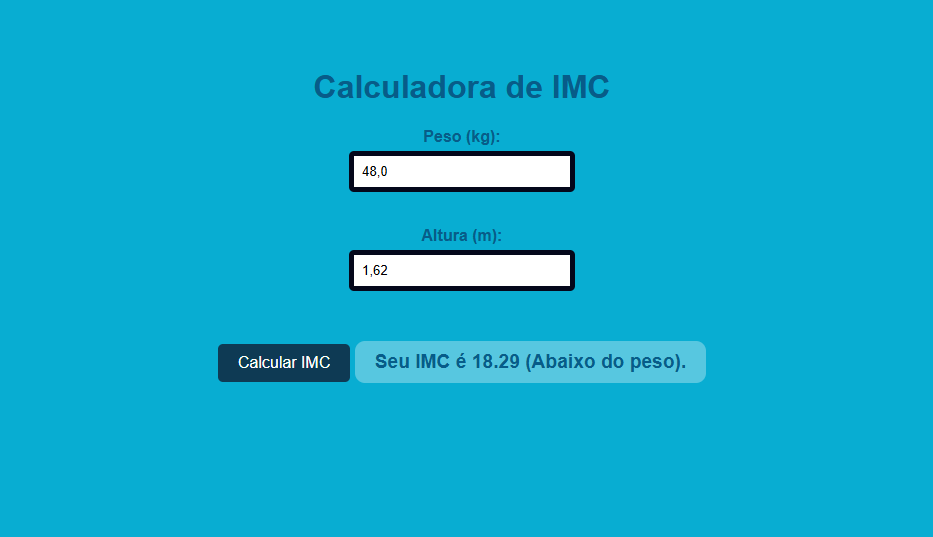 Calculadora de IMC
Peso (kg):
48,0
Altura (m):
1,62
Calcular IMC Seu IMC é 18.29 (Abaixo do peso).